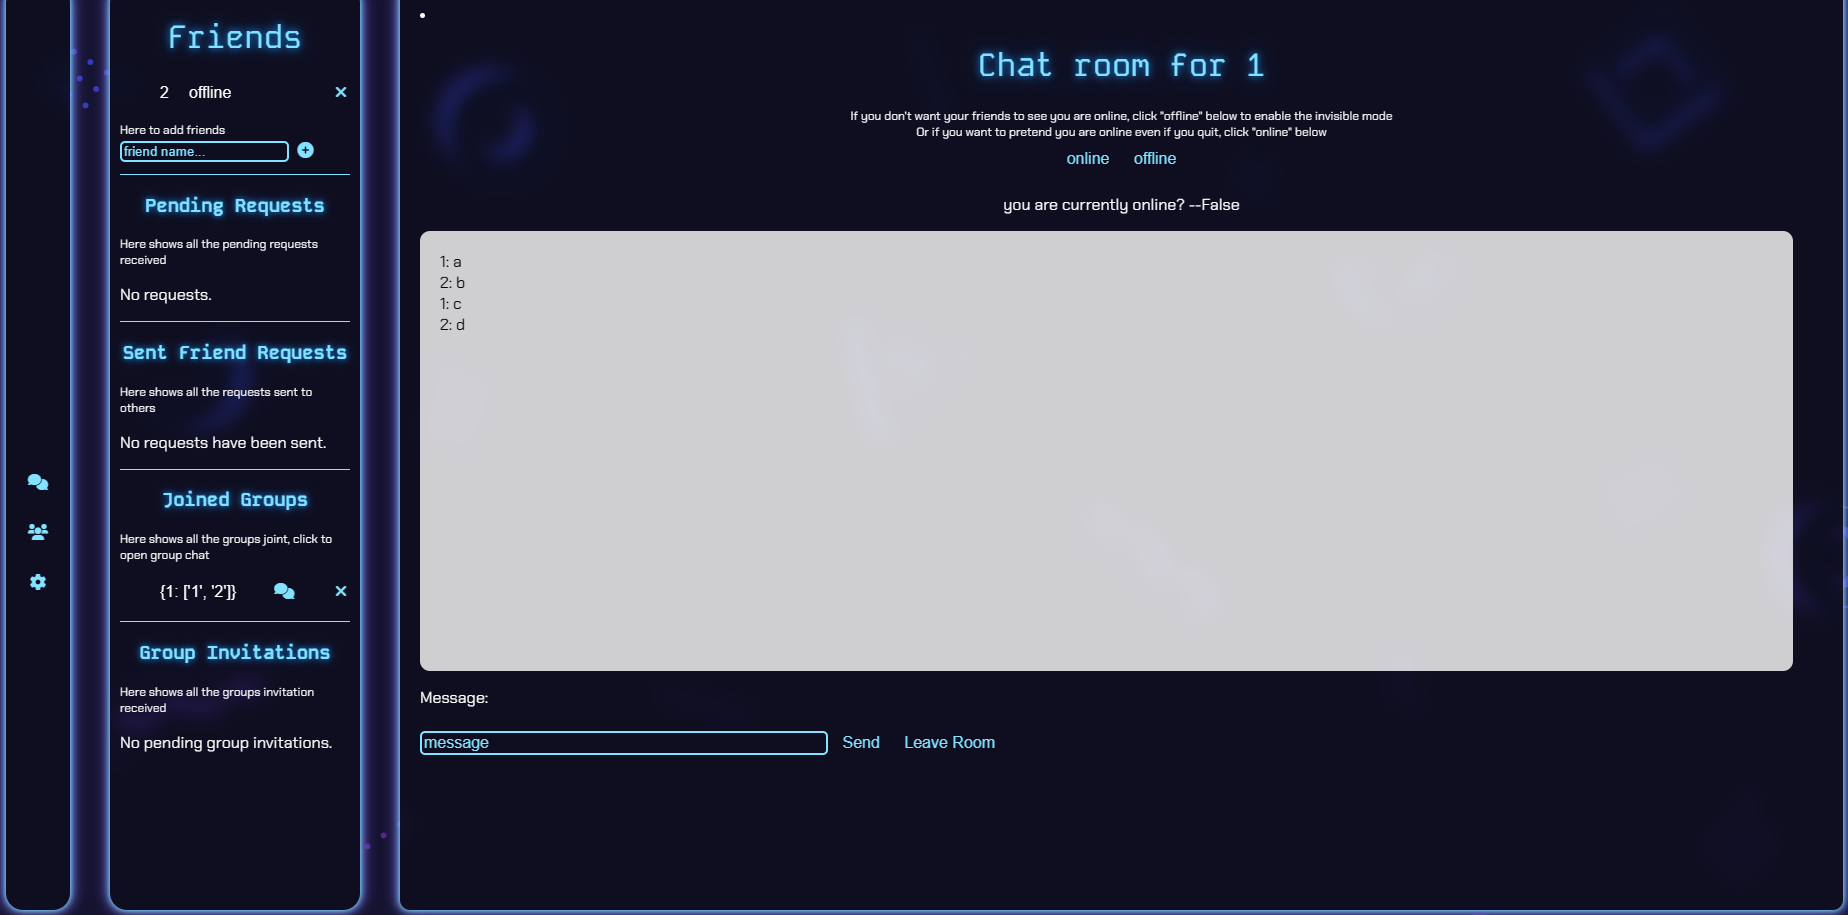 Friends
2 offline
Here to add friends
friend name...
Pending Requests
Here shows all the pending requests
received
No requests.
Sent Friend Requests
Here shows all the requests sent to
others
No requests have been sent.
Joined Groups
Here shows all the groups joint, click to
open group chat
{1: ['1', '2']}
Group Invitations
Here shows all the groups invitation
received
No pending group invitations.
Chat room for 1
If you don't want your friends to see you are online, click "offline" below to enable the invisible mode
Or if you want to pretend you are online even if you quit, click "online" below
online offline
you are currently online? --False
1: a
2: b
1: c
2: d
Message:
message Send Leave Room